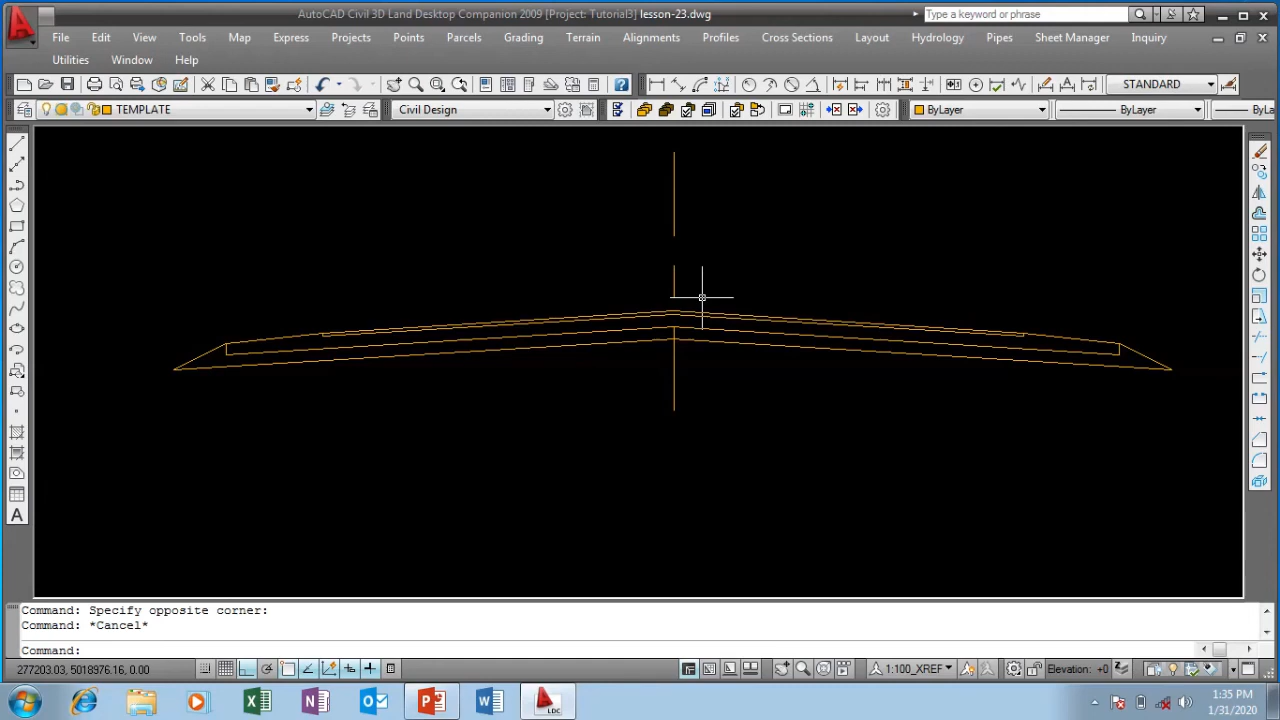 AutoCAD Civil 3D Land Desktop Companion 2009 [Project: Tutorial3] lesson-23.dwg
Type a keyword or phrase
File Edit View Tools Map Express Projects Points Parcels Grading Terrain Alignments Profiles Cross Sections Layout Hydrology Pipes Sheet Manager Inquiry
Utilities Window Help
STANDARD
TEMPLATE Civil Design ByLayer ByLayer ByLa
Command: Specify opposite corner:
Command: *Cancel*
Command:
277203.03, 5018976.16, 0.00 1:100_XREF Elevation: +0
LDC
1:35 PM
1/31/2020